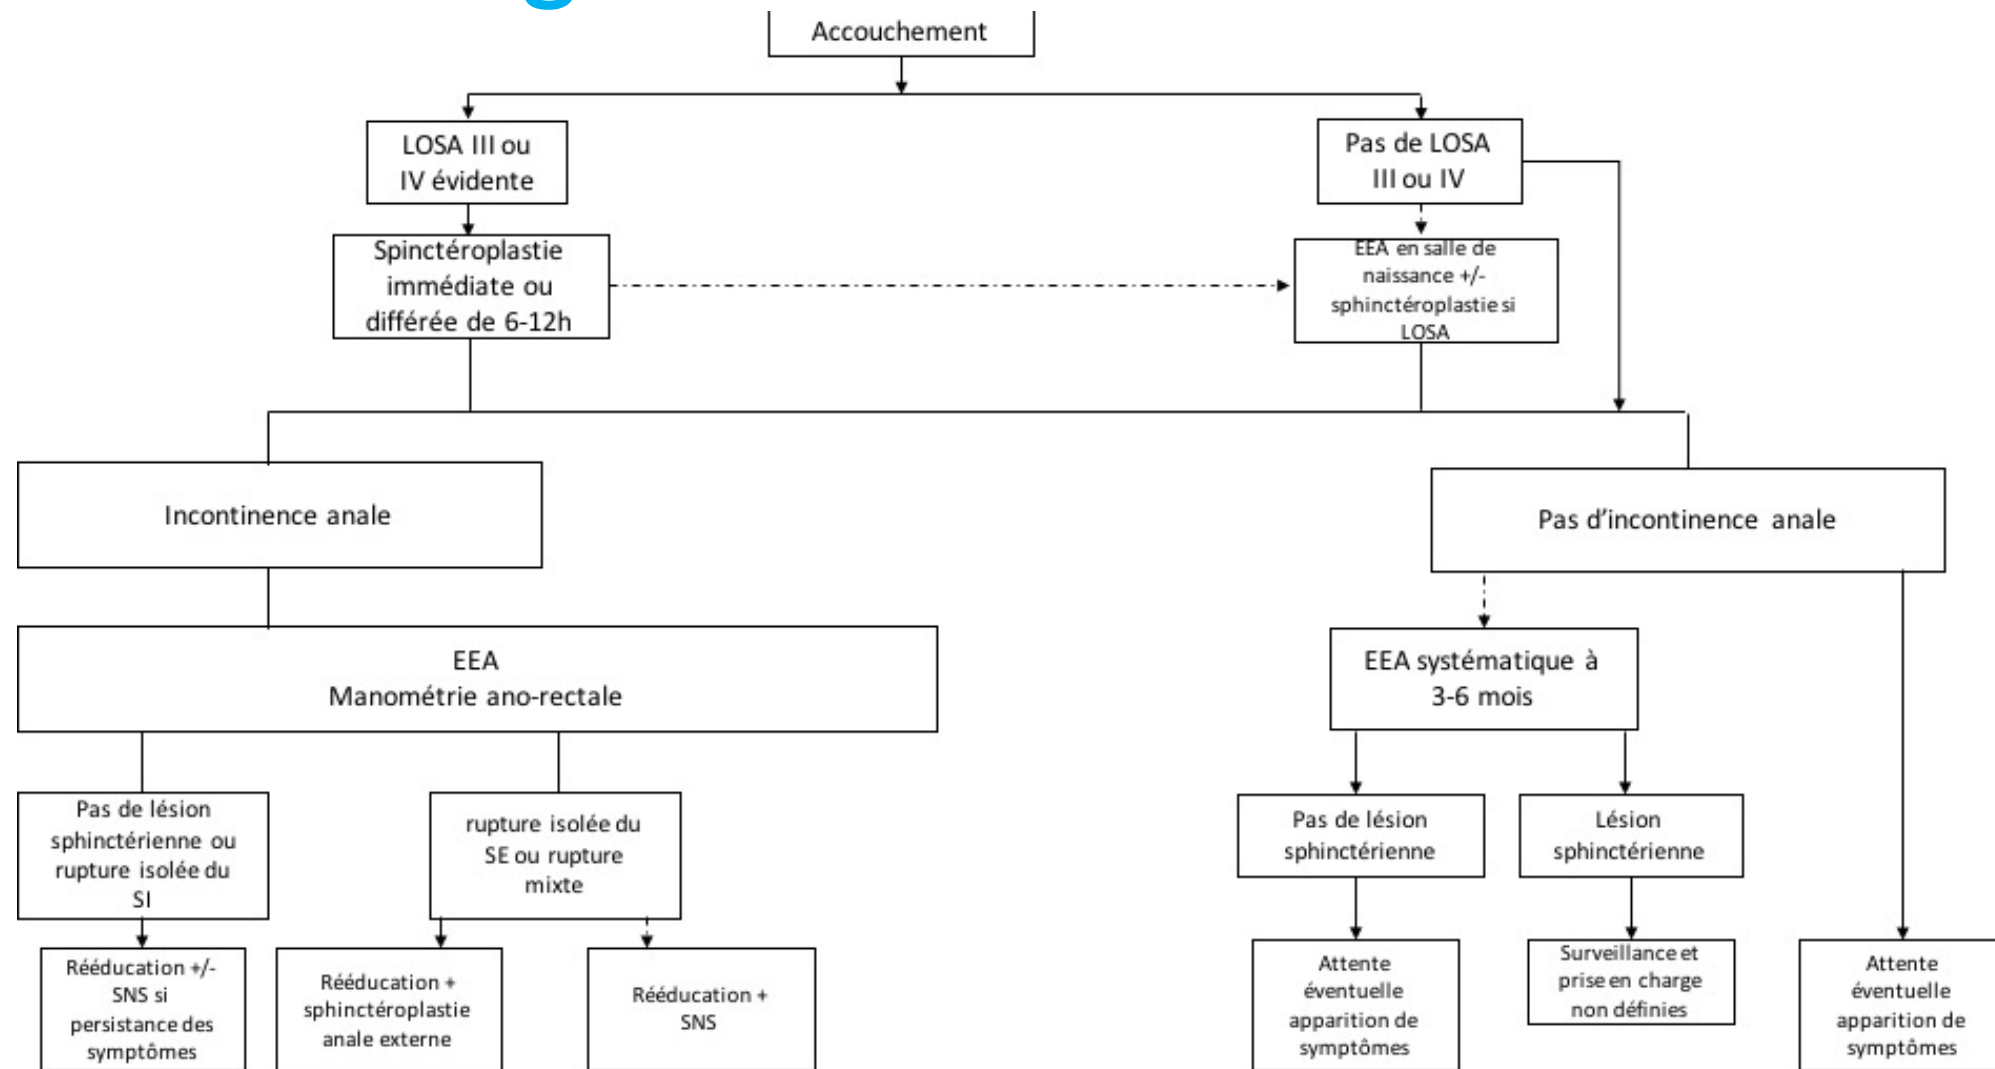 Accouchement
LOSA III ou
IV évidente
Pas de LOSA
III ou IV
Spinctéroplastie
immédiate ou
différée de 6-12h
EEA en salle de
naissance +/-
sphinctéroplastie si
LOSA
Incontinence anale
Pas d’incontinence anale
EEA
Manométrie ano-rectale
EEA systématique à
3-6 mois
Pas de lésion
sphinctérienne ou
rupture isolée du
SI
rupture isolée du
SE ou rupture
mixte
Pas de lésion
sphinctérienne
Lésion
sphinctérienne
Rééducation +/-
SNS si
persistance des
symptômes
Rééducation +
sphinctéroplastie
anale externe
Rééducation +
SNS
Attente
éventuelle
apparition de
symptômes
Surveillance et
prise en charge
non définies
Attente
éventuelle
apparition de
symptômes